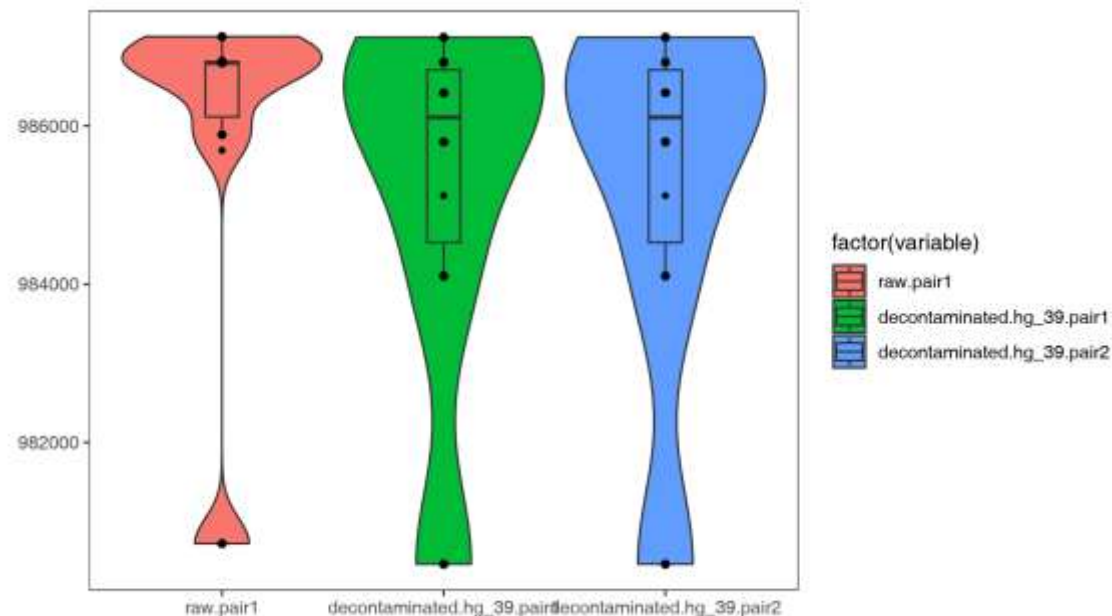 986000
984000
982000
raw.pair1
decontaminated.hg_39.pair1
decontaminated.hg_39.pair2
factor(variable)
raw.pair1
decontaminated.hg_39.pair1
decontaminated.hg_39.pair2